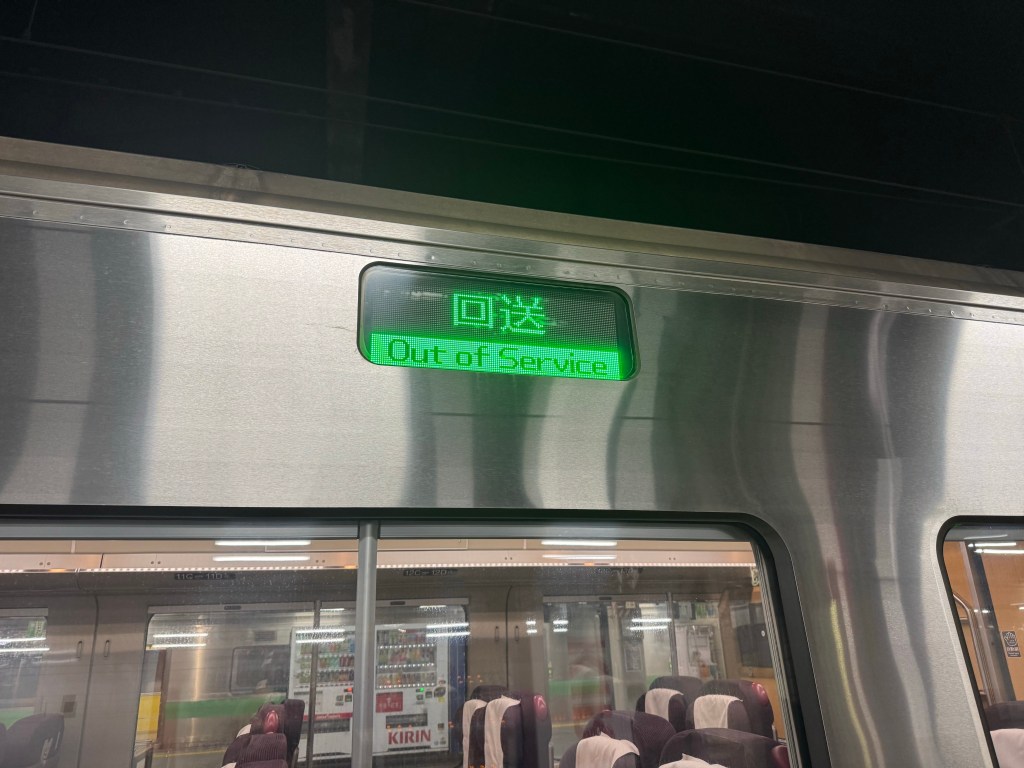 回送
Out of Service
KIRIN